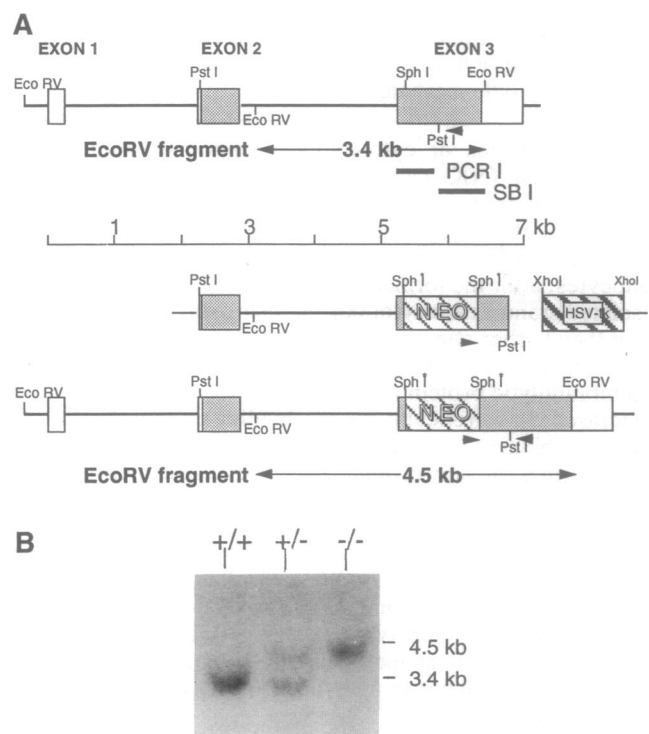 A
EXON 1 EXON 2 EXON 3
Eco RV Pst I Sph I Eco RV
Eco RV Pst I
EcoRV fragment 3.4 kb
PCR I
SB I
1 3 5 7 kb
Pst I Sph I Sph I XhoI XhoI
NEO HSV-tk
Eco RV Pst I
Eco RV Pst I Sph I Sph I Eco RV
NEO
Eco RV Pst I
EcoRV fragment 4.5 kb
B
+/+ +/- -/-
4.5 kb
3.4 kb